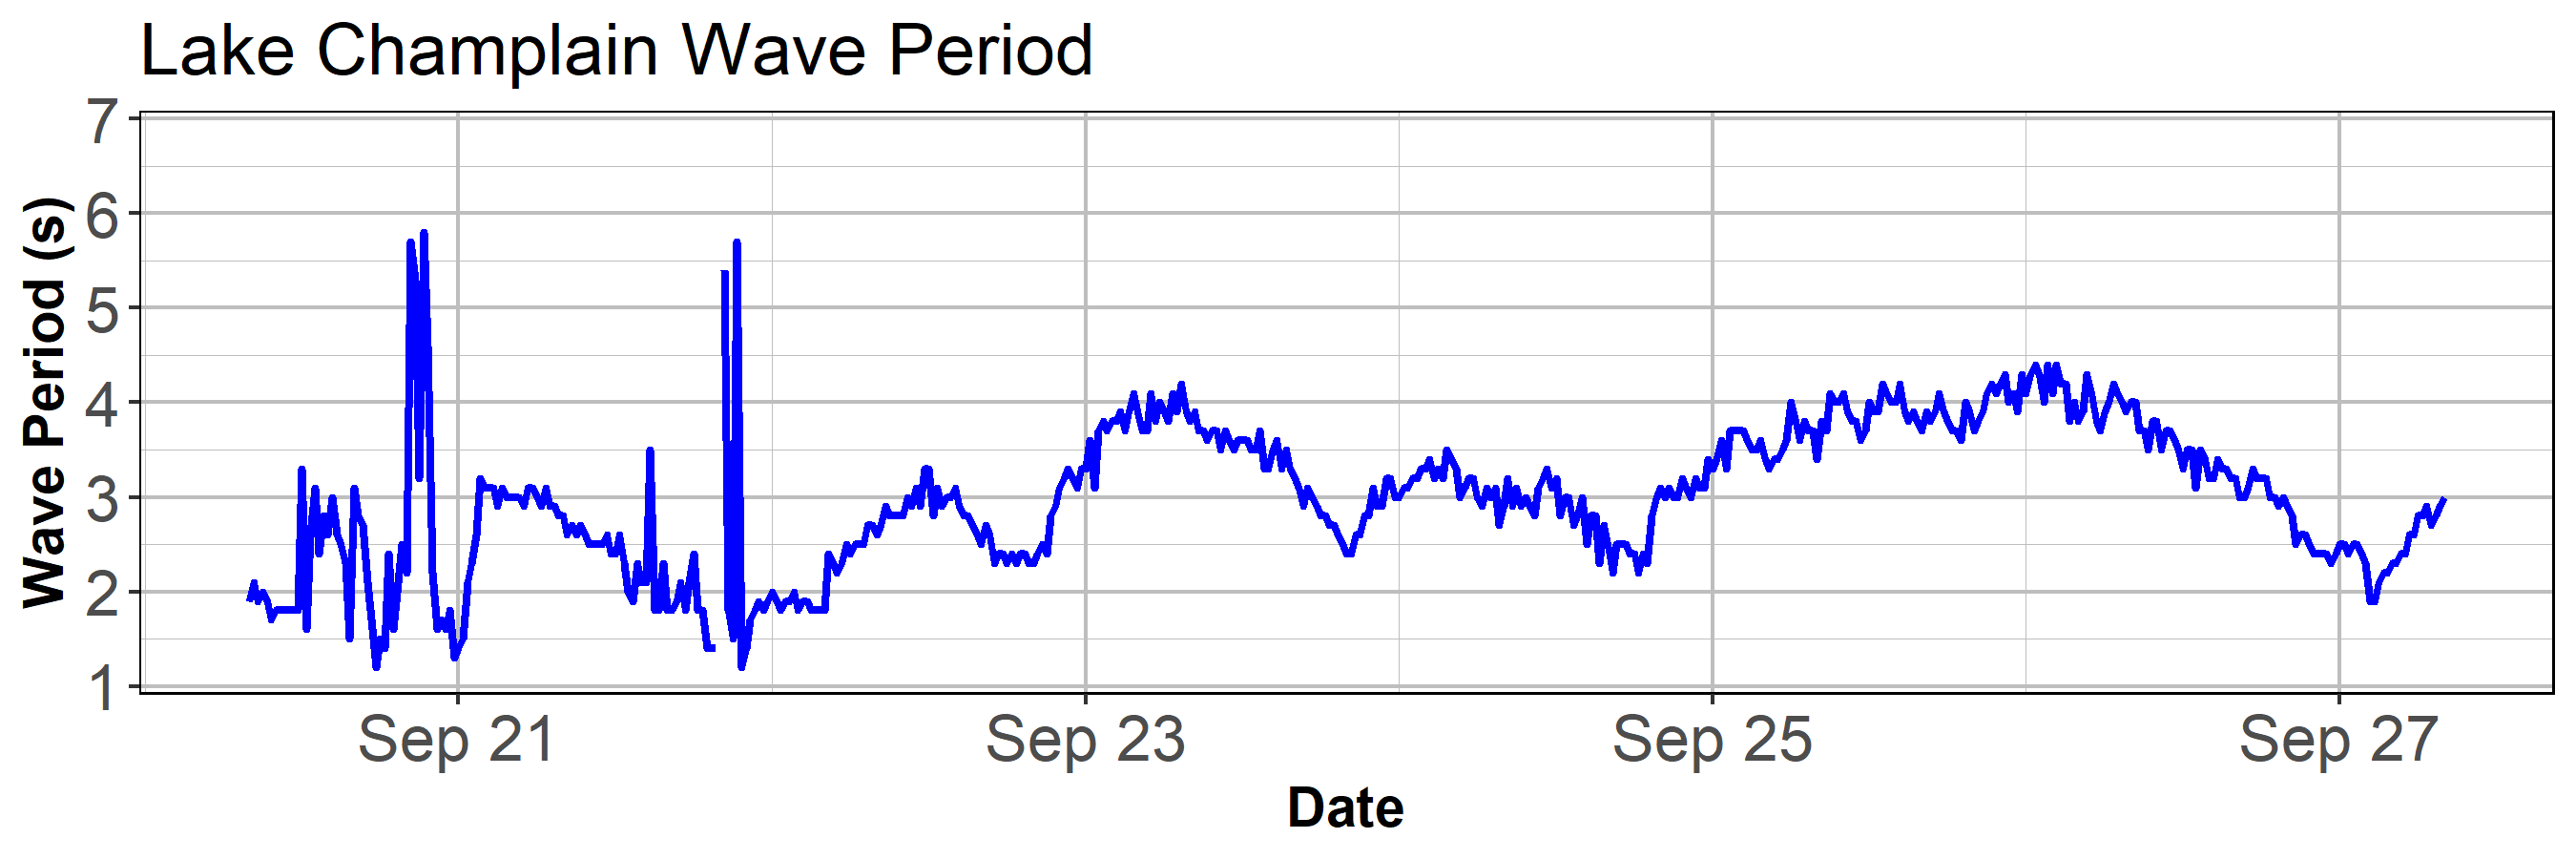 Lake Champlain Wave Period
Wave Period (s)
7
6
5
4
3
2
1
Sep 21
Sep 23
Sep 25
Sep 27
Date